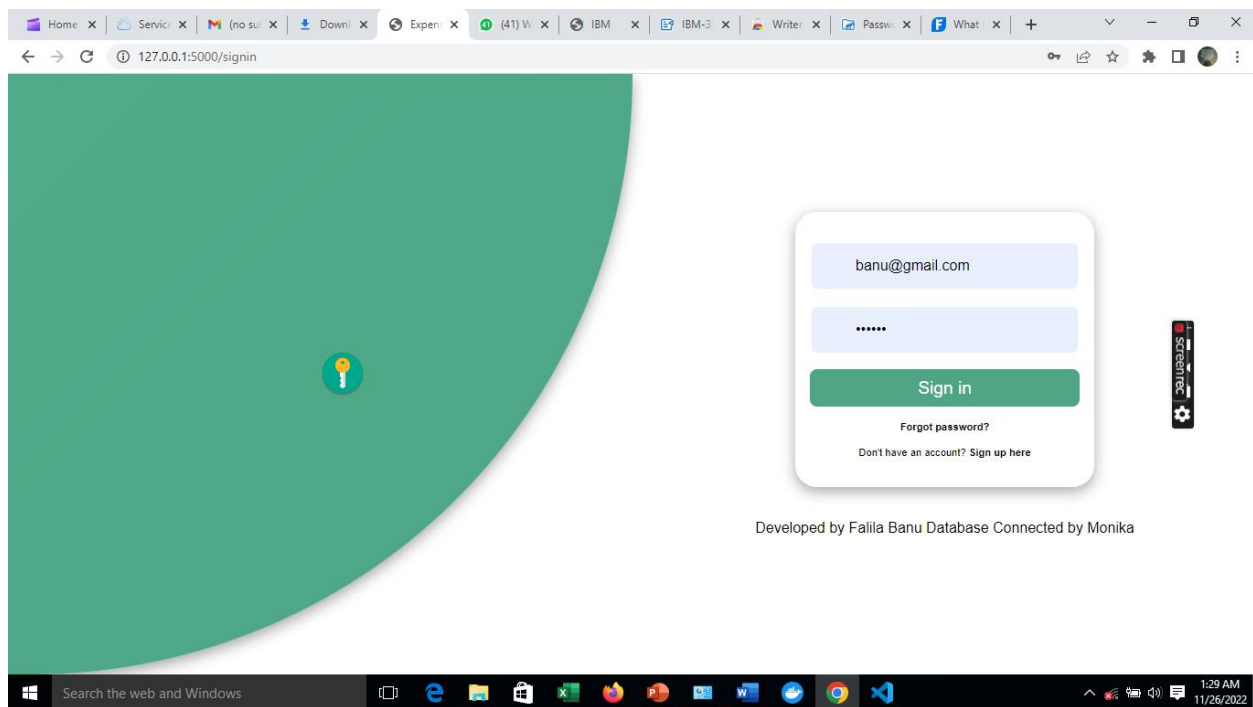 Home
Service
(no su
Downl
Expen
(41) W
IBM
IBM-3
Writer
Passwo
What
127.0.0.1:5000/signin
banu@gmail.com
••••••
Sign in
Forgot password?
Don't have an account? Sign up here
screenrec
Developed by Falila Banu Database Connected by Monika
Search the web and Windows
1:29 AM
11/26/2022